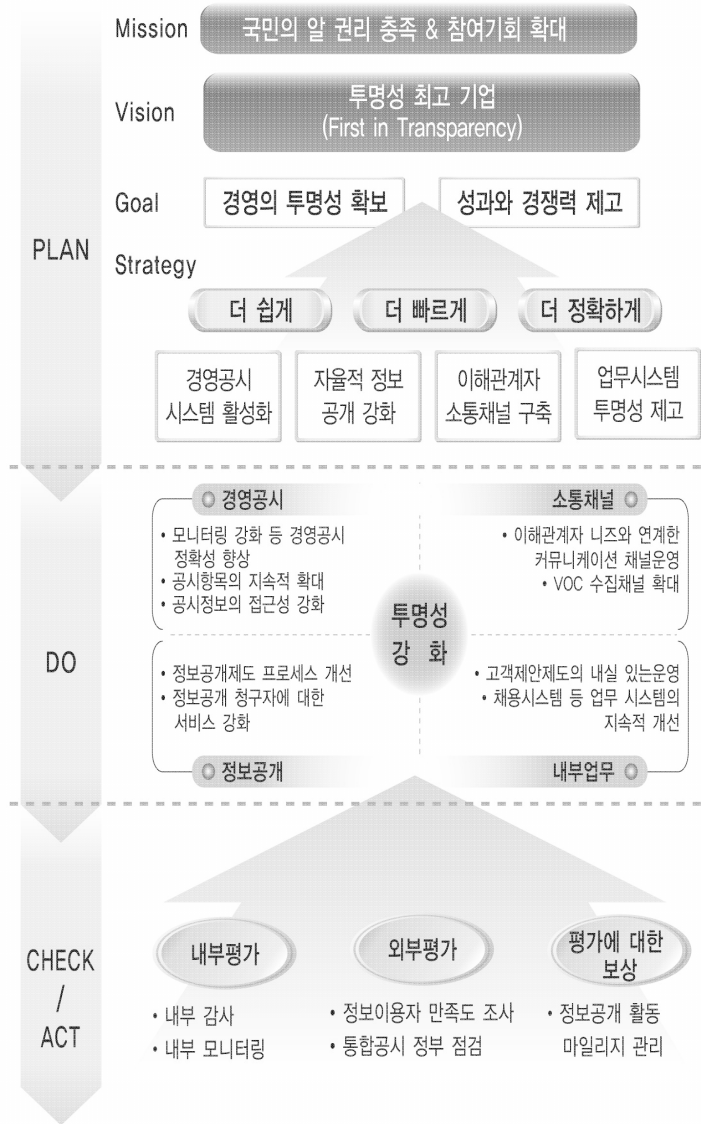 Mission
국민의 알 권리 충족 & 참여기회 확대
Vision
투명성 최고 기업
(First in Transparency)
Goal
경영의 투명성 확보
성과와 경쟁력 제고
PLAN
Strategy
더 쉽게
더 빠르게
더 정확하게
경영공시
시스템 활성화
자율적 정보
공개 강화
이해관계자
소통채널 구축
업무시스템
투명성 제고
DO
경영공시
• 모니터링 강화 등 경영공시
정확성 향상
• 공시항목의 지속적 확대
• 공시정보의 접근성 강화
소통채널
• 이해관계자 니즈와 연계한
커뮤니케이션 채널운영
• VOC 수집채널 확대
투명성
강 화
• 정보공개제도 프로세스 개선
• 정보공개 청구자에 대한
서비스 강화
정보공개
• 고객제안제도의 내실 있는운영
• 채용시스템 등 업무 시스템의
지속적 개선
내부업무
CHECK
/
ACT
내부평가
• 내부 감사
• 내부 모니터링
외부평가
• 정보이용자 만족도 조사
• 통합공시 정부 점검
평가에 대한
보상
• 정보공개 활동
마일리지 관리